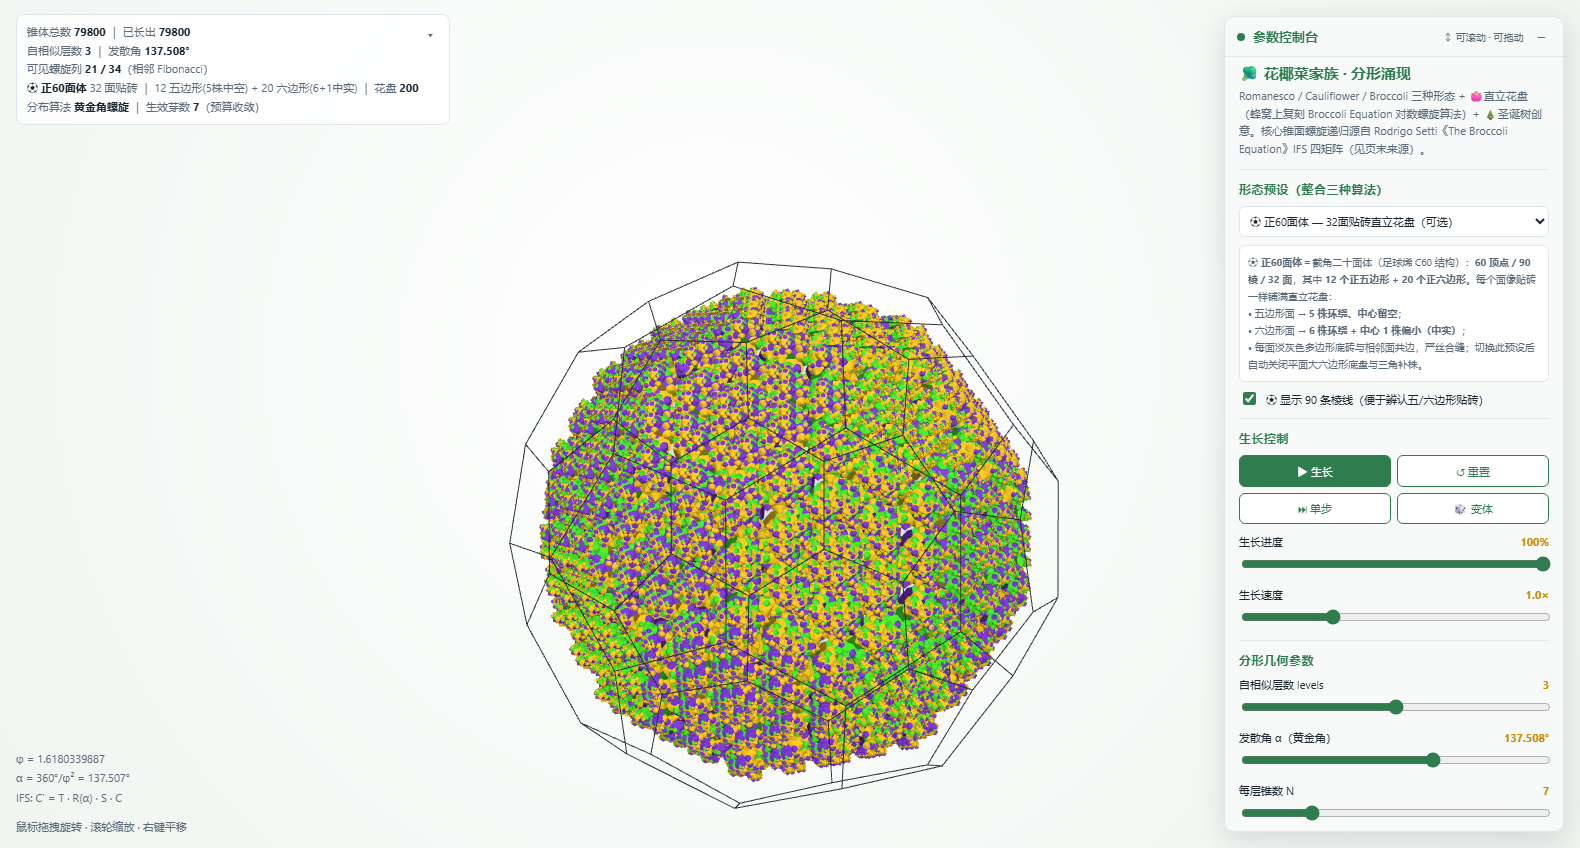 锥体总数 79800 | 已长出 79800
自相似层数 3 | 发散角 137.508°
可见螺旋列 21 / 34（相邻 Fibonacci）
⚽ 正60面体 32 面贴砖 | 12 五边形(5株中空) + 20 六边形(6+1中实) | 花盘 200
分布算法 黄金角螺旋 | 生效芽数 7（预算收敛）
φ = 1.6180339887
α = 360°/φ² = 137.507°
IFS: C' = T · R(α) · S · C
鼠标拖拽旋转 · 滚轮缩放 · 右键平移
参数控制台
↕ 可滚动 · 可拖动
🥦 花椰菜家族 · 分形涌现
Romanesco / Cauliflower / Broccoli 三种形态 + 🪷 直立花盘
（蜂窝上复刻 Broccoli Equation 对数螺旋算法）+ 🎄 圣诞树创
意。核心锥面螺旋递归源自 Rodrigo Setti《The Broccoli
Equation》IFS 四矩阵（见页末来源）。
形态预设（整合三种算法）
⚽ 正60面体 — 32面贴砖直立花盘（可选）
⚽ 正60面体 = 截角二十面体（足球烯 C60 结构）: 60 顶点 / 90
棱 / 32 面，其中 12 个正五边形 + 20 个正六边形。每个面像贴砖
一样铺满直立花盘：
• 五边形面 → 5 株环绕、中心留空；
• 六边形面 → 6 株环绕 + 中心 1 株偏小（中实）；
• 每面淡灰色多边形底砖与相邻面共边，严丝合缝；切换此预设后
自动关闭平面大六边形底盘与三角补株。
⚽ 显示 90 条棱线（便于辨认五/六边形贴砖）
生长控制
▶ 生长
↺ 重置
⏭ 单步
🎲 变体
生长进度 100%
生长速度 1.0×
分形几何参数
自相似层数 levels 3
发散角 α（黄金角） 137.508°
每层锥数 N 7